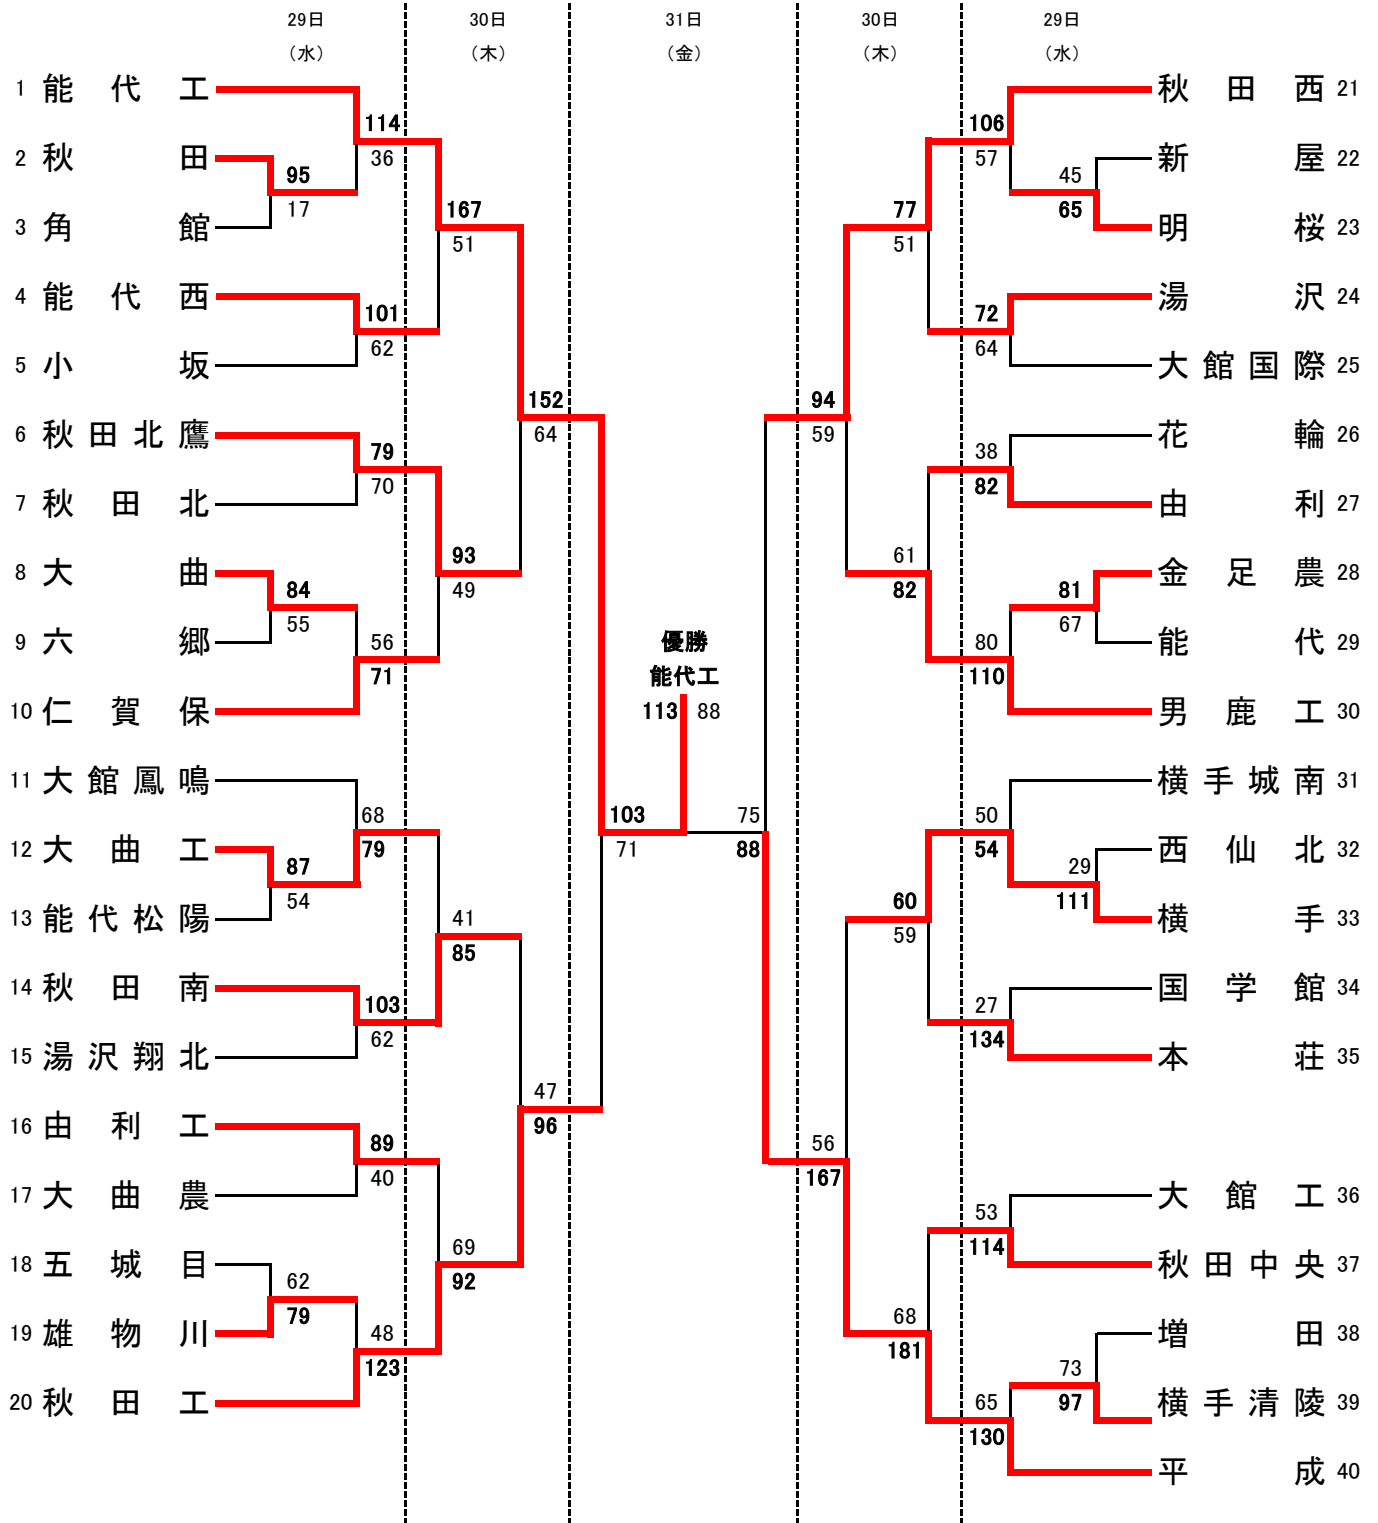 29日 30日 31日 30日 29日
（水） （木） （金） （木） （水）
1 能代工
114
36
2 秋田
95
17
3 角館
167
51
4 能代西
101
62
5 小坂
152
64
6 秋田北鷹
79
70
7 秋田北
93
49
8 大曲
84
55
9 六郷
56
71
10 仁賀保
11 大館鳳鳴
68
79
12 大曲工
87
54
13 能代松陽
41
85
14 秋田南
103
62
15 湯沢翔北
47
96
16 由利工
89
40
17 大曲農
69
92
18 五城目
62
79
19 雄物川
48
123
20 秋田工
優勝
能代工
113 88
103
71
75
88
秋田西 21
106
57
新屋 22
45
65
明桜 23
77
51
湯沢 24
72
64
大館国際 25
94
59
花輪 26
38
82
由利 27
61
82
金足農 28
81
67
能代 29
80
110
男鹿工 30
横手城南 31
50
54
西仙北 32
29
111
横手 33
60
59
国学館 34
27
134
本荘 35
56
167
大館工 36
53
114
秋田中央 37
68
181
増田 38
73
97
横手清陵 39
65
130
平成 40